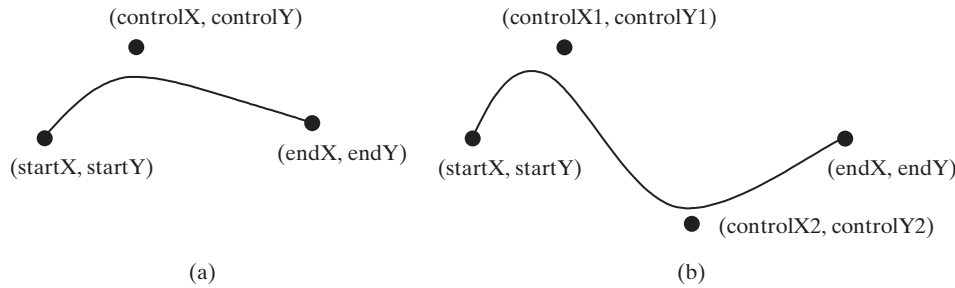 (controlX, controlY)
(startX, startY)
(endX, endY)
(a)
(controlX1, controlY1)
(startX, startY)
(endX, endY)
(controlX2, controlY2)
(b)